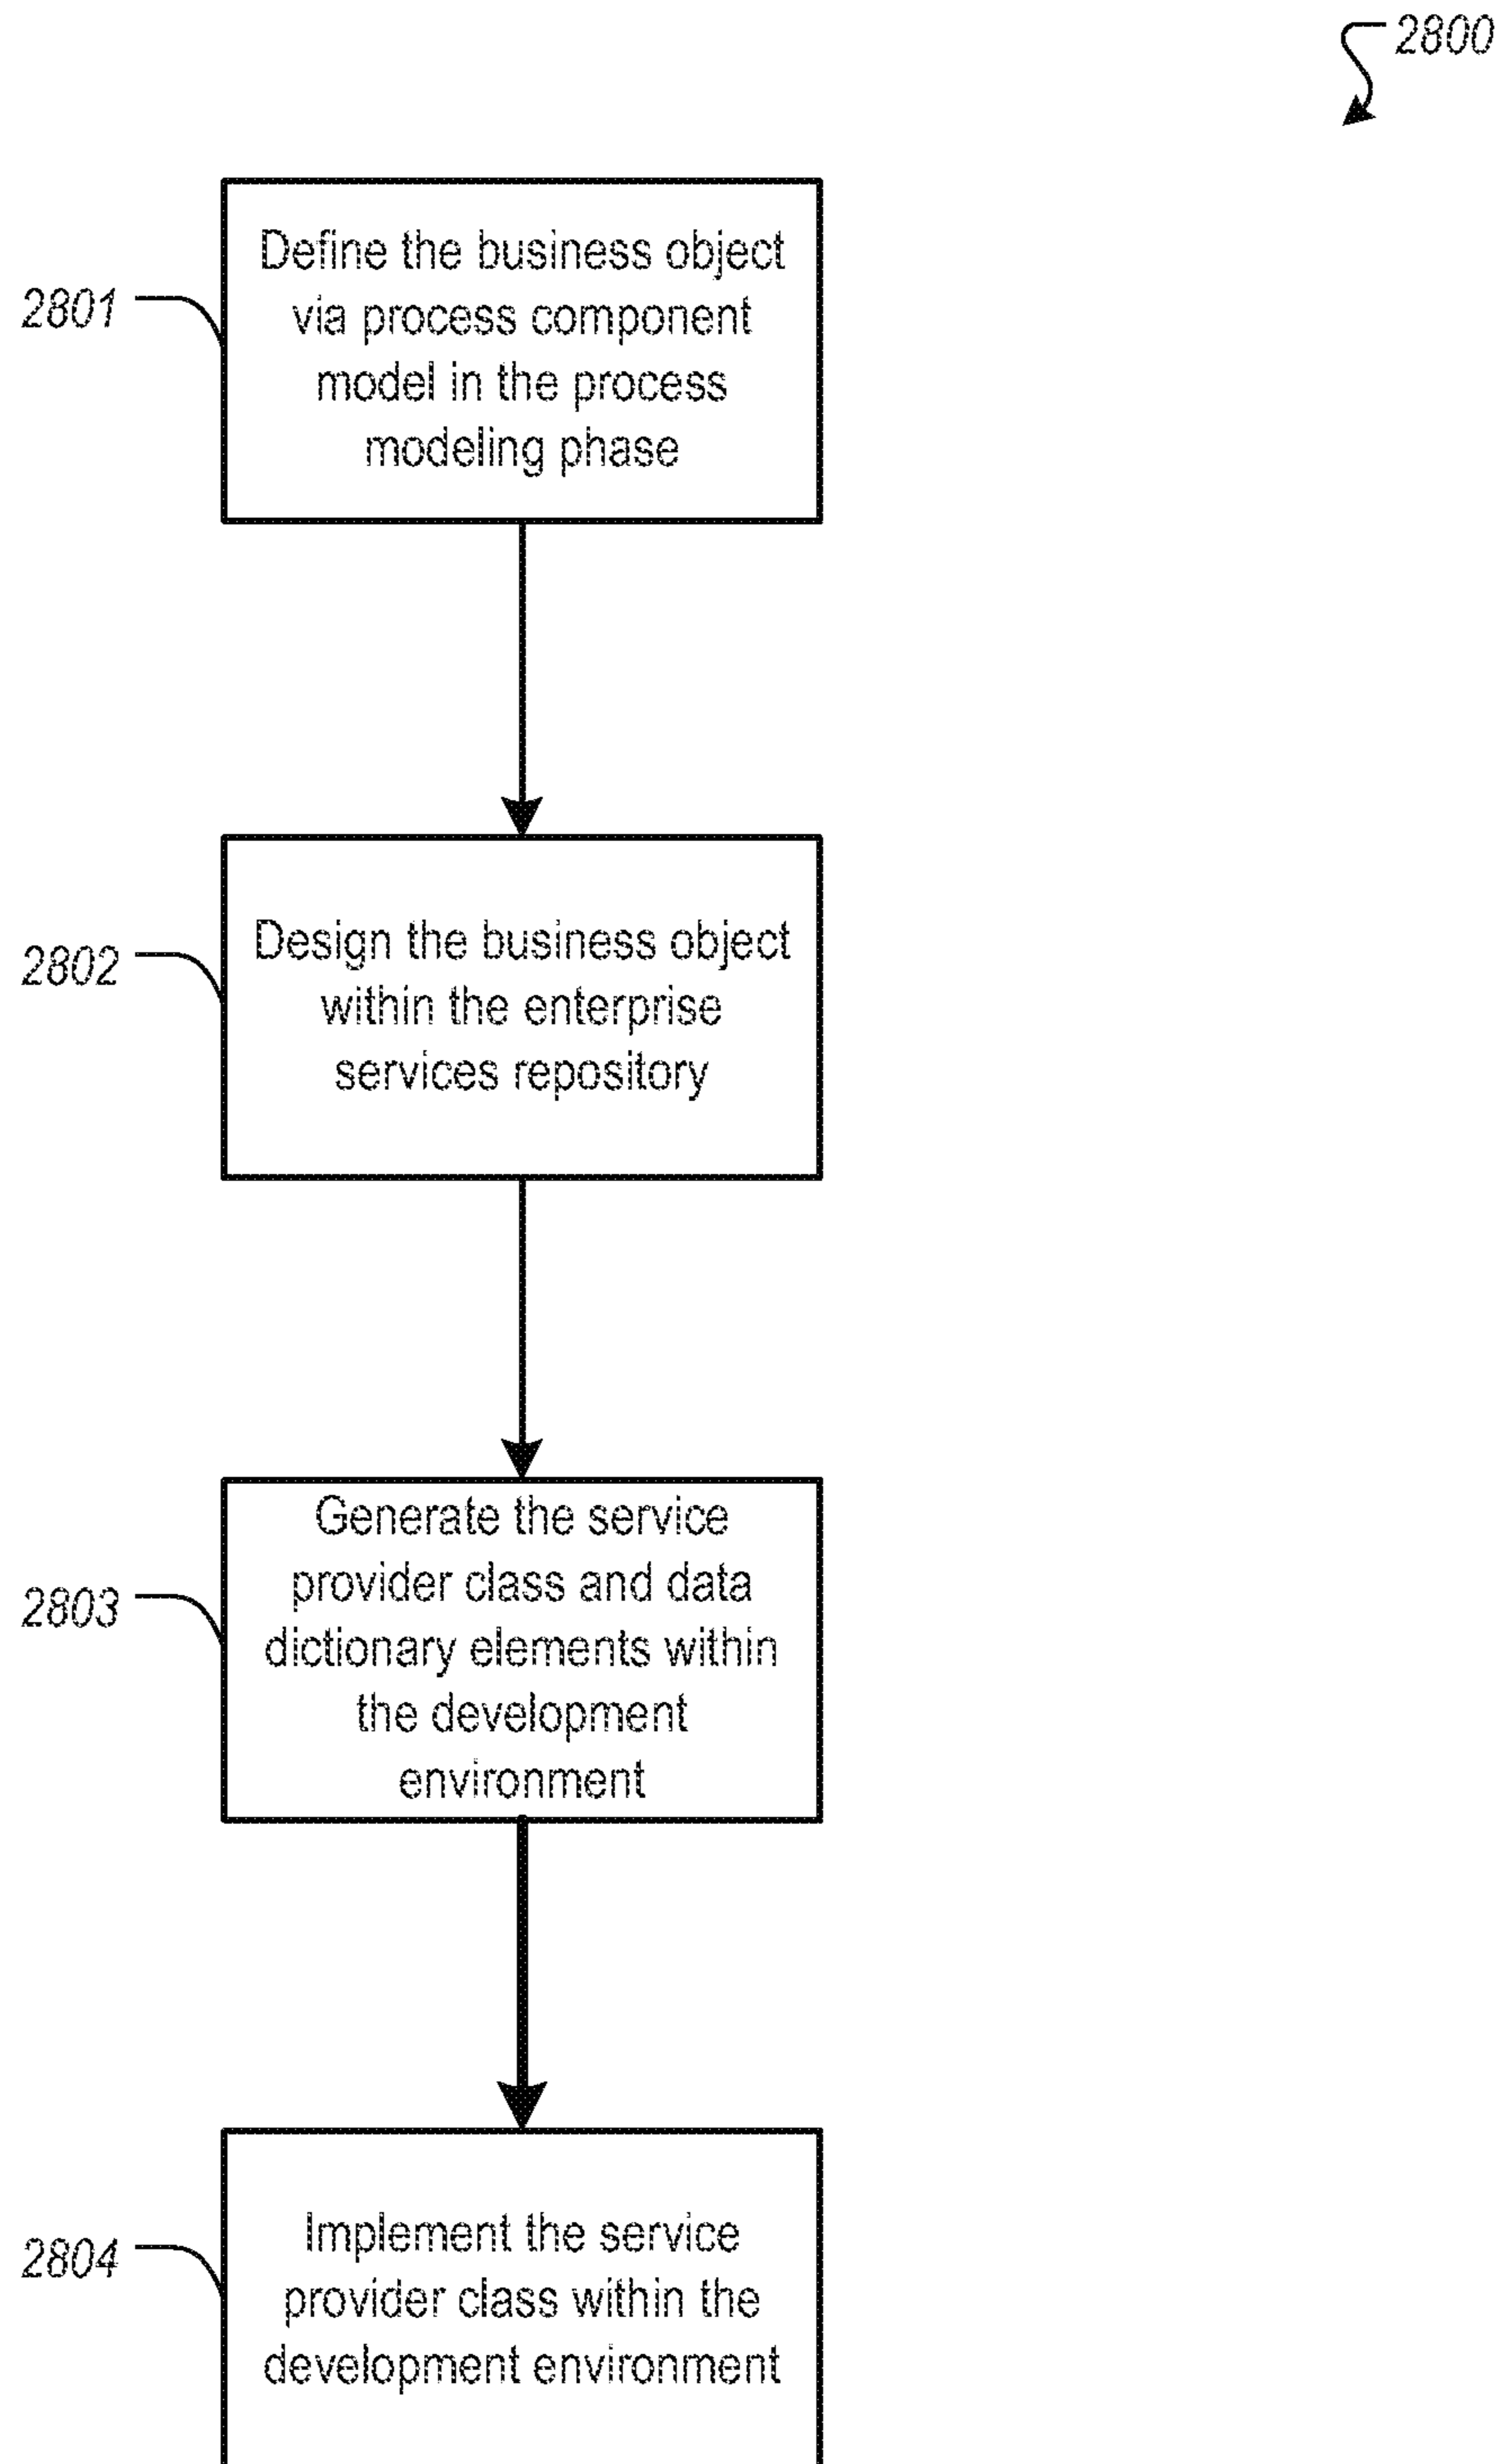 2800
2801
Define the business object
via process component
model in the process
modeling phase
2802
Design the business object
within the enterprise
services repository
2803
Generate the service
provider class and data
dictionary elements within
the development
environment
2804
Implement the service
provider class within the
development environment